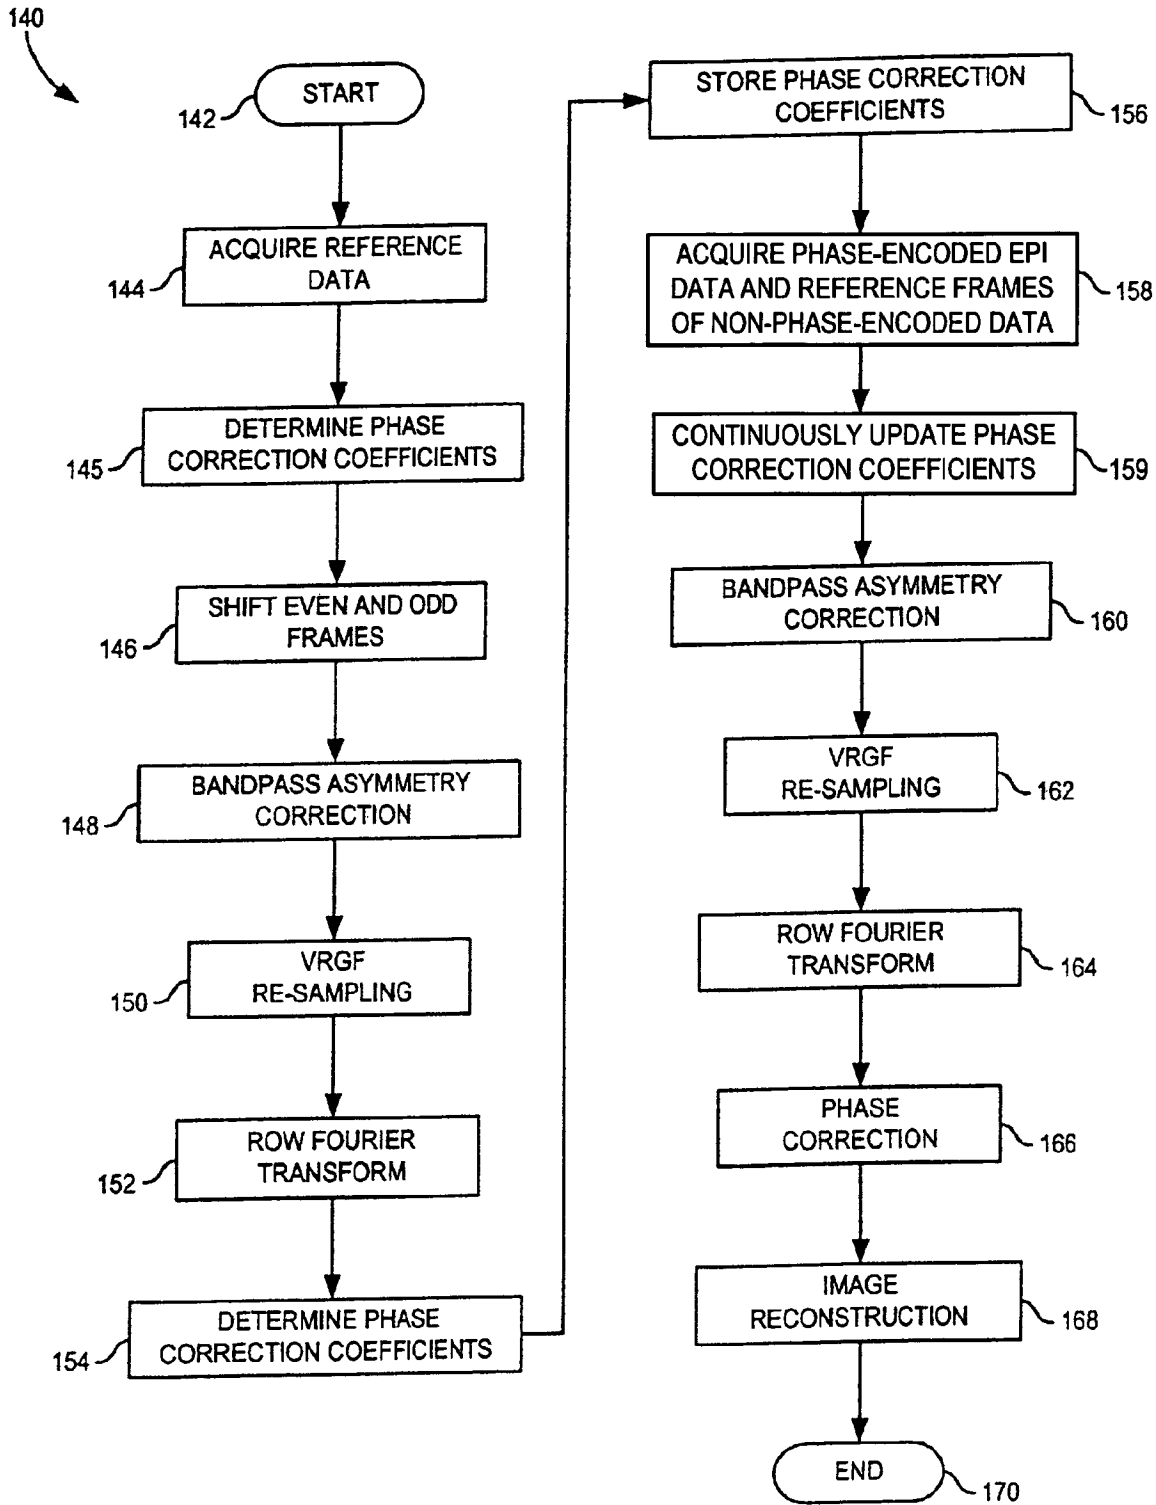 140
START
142
ACQUIRE REFERENCE
DATA
144
DETERMINE PHASE
CORRECTION COEFFICIENTS
145
SHIFT EVEN AND ODD
FRAMES
146
BANDPASS ASYMMETRY
CORRECTION
148
VRGF
RE-SAMPLING
150
ROW FOURIER
TRANSFORM
152
DETERMINE PHASE
CORRECTION COEFFICIENTS
154
STORE PHASE CORRECTION
COEFFICIENTS
156
ACQUIRE PHASE-ENCODED EPI
DATA AND REFERENCE FRAMES
OF NON-PHASE-ENCODED DATA
158
CONTINUOUSLY UPDATE PHASE
CORRECTION COEFFICIENTS
159
BANDPASS ASYMMETRY
CORRECTION
160
VRGF
RE-SAMPLING
162
ROW FOURIER
TRANSFORM
164
PHASE
CORRECTION
166
IMAGE
RECONSTRUCTION
168
END
170